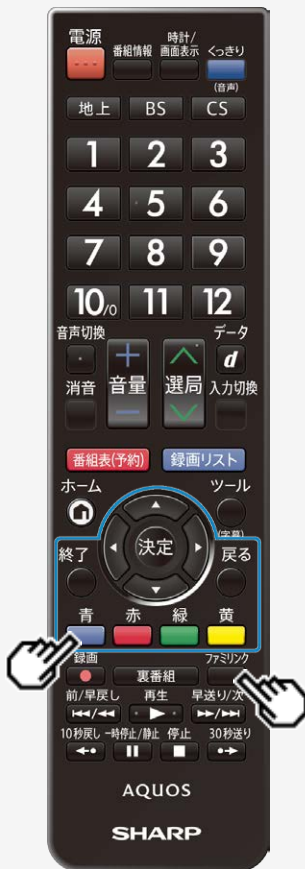 電源
番組情報
時計/
画面表示
くっきり
(音声)
地上 BS CS
1 2 3
4 5 6
7 8 9
10/0 11 12
音声切換 データ
+ d
消音 音量 選局 入力切換
番組表(予約) 録画リスト
ホーム ツール
(字幕)
決定
終了 戻る
青 赤 緑 黄
録画 裏番組 ファミリンク
前/早戻し 再生 早送り/次
10秒戻し 一時停止/静止 停止 30秒送り
AQUOS
SHARP